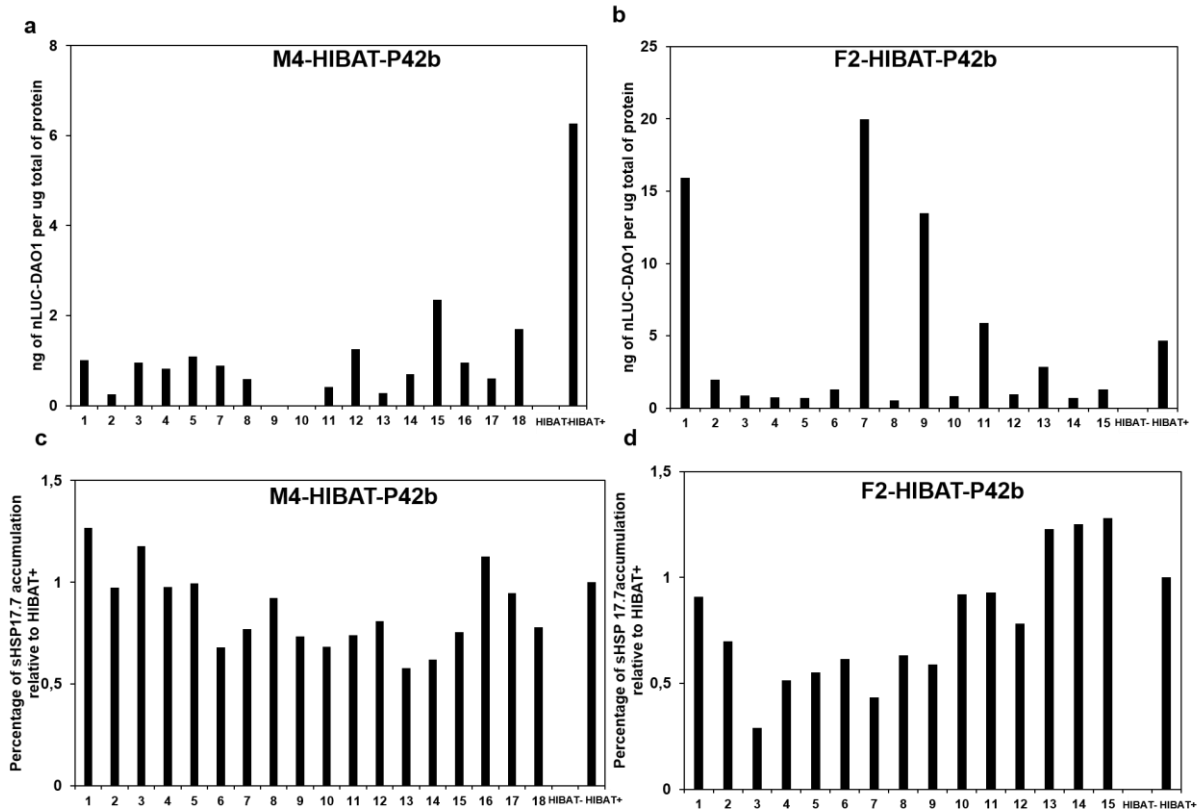 a
M4-HIBAT-P42b
ng of nLUC-DAO1 per ug total of protein
8
6
4
2
0
1 2 3 4 5 7 8 9 10 11 12 13 14 15 16 17 18 HIBAT-HIBAT+
b
F2-HIBAT-P42b
ng of nLUC-DAO1 per ug total of protein
25
20
15
10
5
0
1 2 3 4 5 6 7 8 9 10 11 12 13 14 15 HIBAT- HIBAT+
c
M4-HIBAT-P42b
Percentage of sHSP17.7 accumulation
relative to HIBAT+
1,5
1
0,5
0
1 2 3 4 5 6 7 8 9 10 11 12 13 14 15 16 17 18 HIBAT- HIBAT+
d
F2-HIBAT-P42b
Percentage of sHSP 17.7accumulation
relative to HIBAT+
1,5
1
0,5
0
1 2 3 4 5 6 7 8 9 10 11 12 13 14 15 HIBAT- HIBAT+